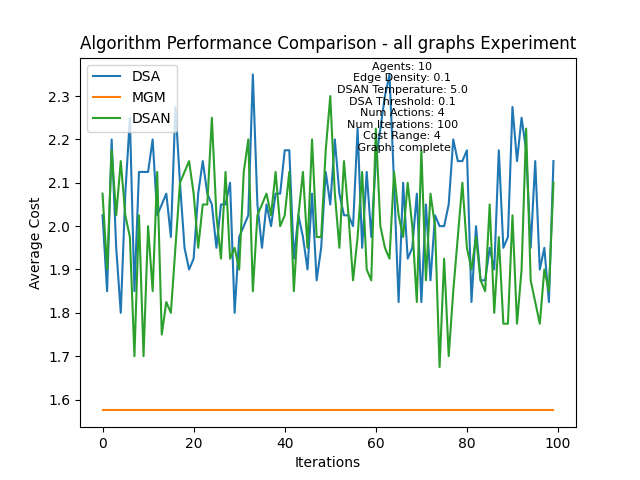 Algorithm Performance Comparison - all graphs Experiment
DSA
MGM
DSAN
Agents: 10
Edge Density: 0.1
DSAN Temperature: 5.0
DSA Threshold: 0.1
Num Actions: 4
Num Iterations: 100
Cost Range: 4
Graph: complete
Average Cost
2.3
2.2
2.1
2.0
1.9
1.8
1.7
1.6
0
20
40
60
80
100
Iterations